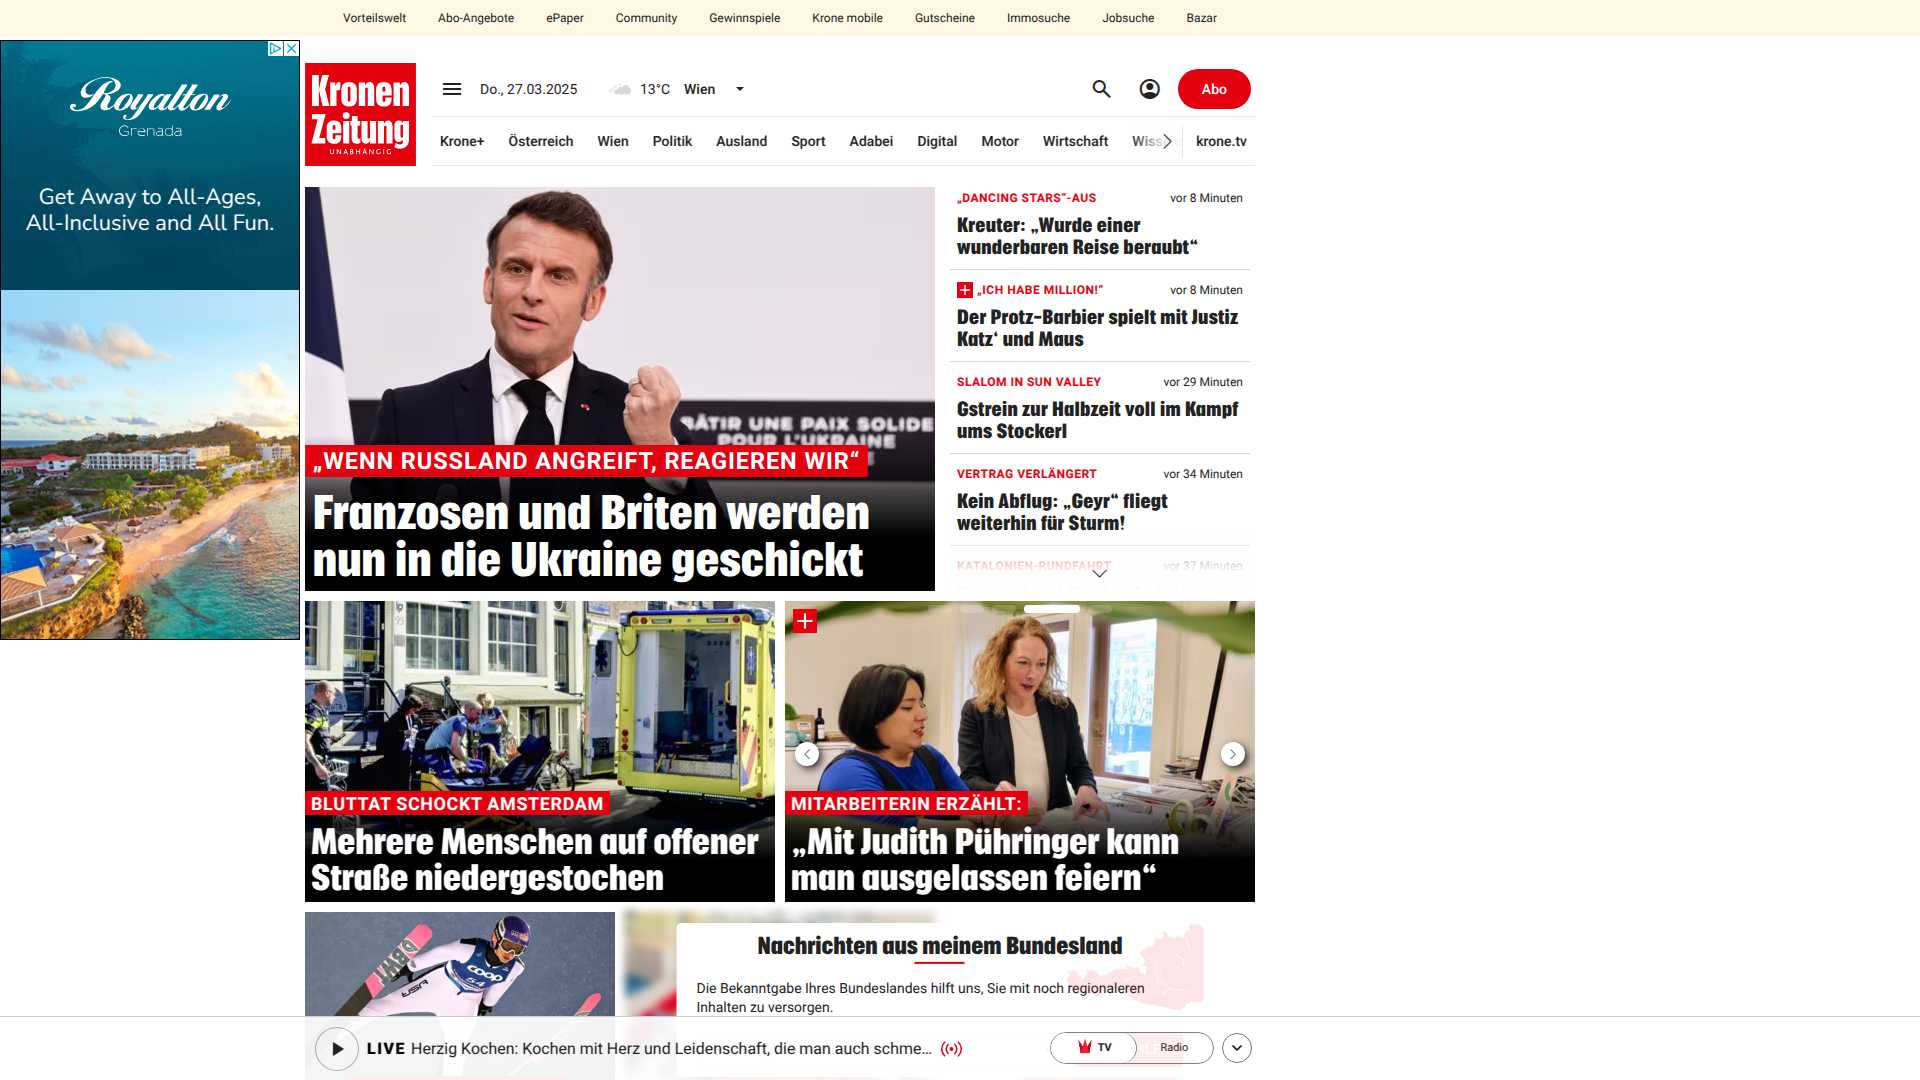 Vorteilswelt
Abo-Angebote
ePaper
Community
Gewinnspiele
Krone mobile
Gutscheine
Immosuche
Jobsuche
Bazar
Royalton
Grenada
Get Away to All-Ages,
All-Inclusive and All Fun.
Kronen
Zeitung
UNABHÄNGIG
Do., 27.03.2025
13°C
Wien
Abo
Krone+
Österreich
Wien
Politik
Ausland
Sport
Adabei
Digital
Motor
Wirtschaft
krone.tv
BÂTIR UNE PAIX SOLIDE
POUR L'UKRAINE
„WENN RUSSLAND ANGREIFT, REAGIEREN WIR“
Franzosen und Briten werden
nun in die Ukraine geschickt
„DANCING STARS“-AUS
vor 8 Minuten
Kreuter: „Wurde einer
wunderbaren Reise beraubt“
„ICH HABE MILLION!“
vor 8 Minuten
Der Protz-Barbier spielt mit Justiz
Katz‘ und Maus
SLALOM IN SUN VALLEY
vor 29 Minuten
Gstrein zur Halbzeit voll im Kampf
ums Stockerl
VERTRAG VERLÄNGERT
vor 34 Minuten
Kein Abflug: „Geyr“ fliegt
weiterhin für Sturm!
KATALONIEN-RUNDFAHRT
vor 37 Minuten
BLUTTAT SCHOCKT AMSTERDAM
Mehrere Menschen auf offener
Straße niedergestochen
MITARBEITERIN ERZÄHLT:
„Mit Judith Pühringer kann
man ausgelassen feiern“
coop
54
Nachrichten aus meinem Bundesland
Die Bekanntgabe Ihres Bundeslandes hilft uns, Sie mit noch regionaleren
Inhalten zu versorgen.
LIVE Herzig Kochen: Kochen mit Herz und Leidenschaft, die man auch schme...
TV
Radio